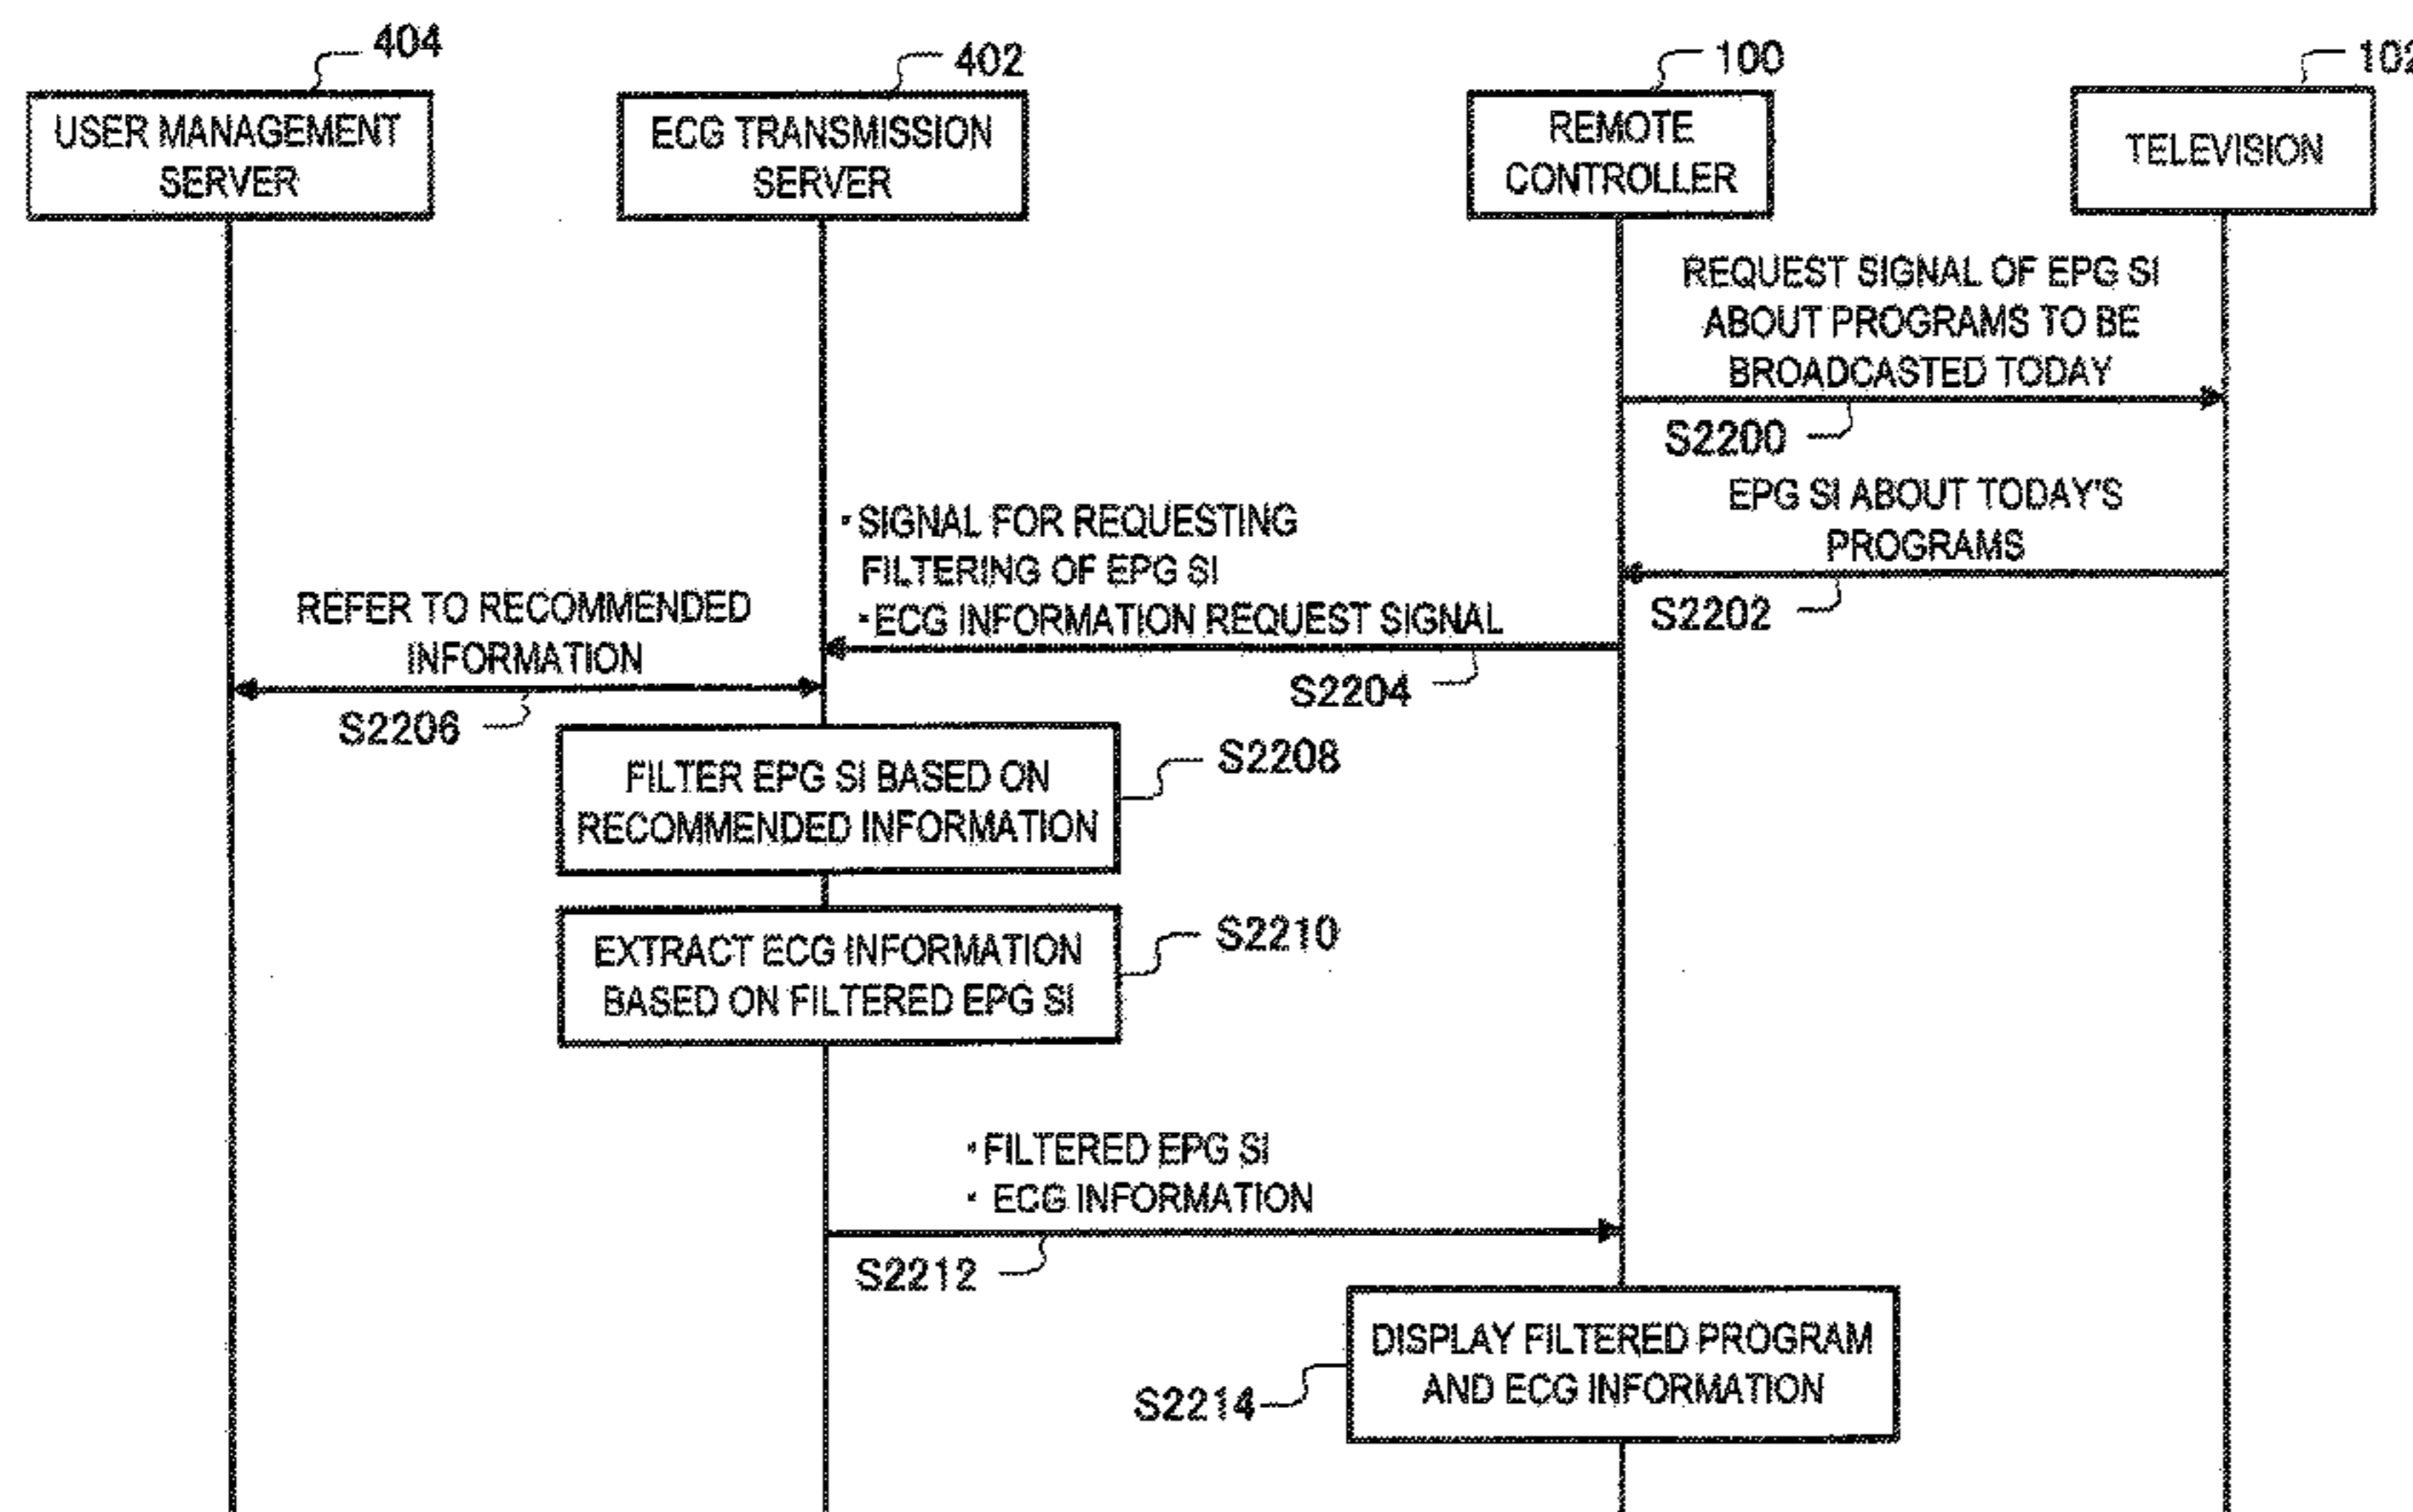 404
402
100
102
USER MANAGEMENT
SERVER
ECG TRANSMISSION
SERVER
REMOTE
CONTROLLER
TELEVISION
REQUEST SIGNAL OF EPG SI
ABOUT PROGRAMS TO BE
BROADCASTED TODAY
S2200
EPG SI ABOUT TODAY'S
PROGRAMS
S2202
・SIGNAL FOR REQUESTING
FILTERING OF EPG SI
・ECG INFORMATION REQUEST SIGNAL
S2204
REFER TO RECOMMENDED
INFORMATION
S2206
FILTER EPG SI BASED ON
RECOMMENDED INFORMATION
S2208
EXTRACT ECG INFORMATION
BASED ON FILTERED EPG SI
S2210
・FILTERED EPG SI
・ECG INFORMATION
S2212
DISPLAY FILTERED PROGRAM
AND ECG INFORMATION
S2214